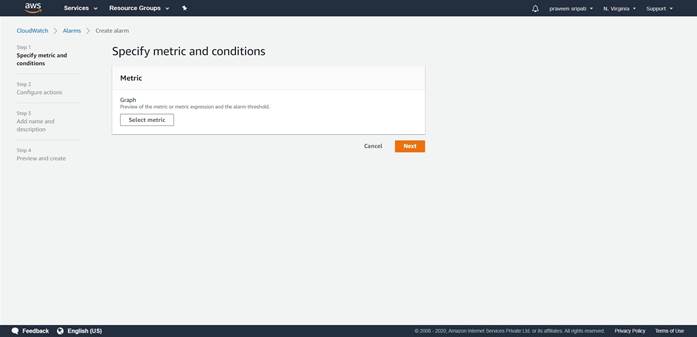 aws
Services
Resource Groups
praveen sripati
N. Virginia
Support
CloudWatch
Alarms
Create alarm
Step 1
Specify metric and
conditions
Step 2
Configure actions
Step 3
Add name and
description
Step 4
Preview and create
Specify metric and conditions
Metric
Graph
Preview of the metric or metric expression and the alarm threshold.
Select metric
Cancel
Next
Feedback
English (US)
© 2008 - 2020, Amazon Internet Services Private Ltd. or its affiliates. All rights reserved.
Privacy Policy
Terms of Use